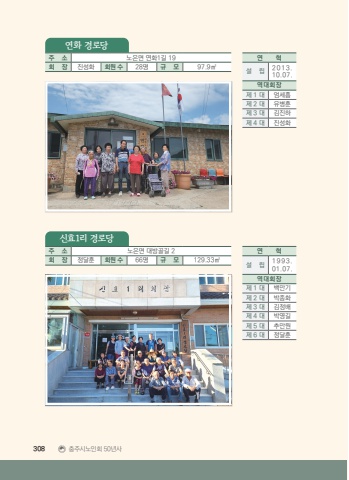 연화 경로당
주 소 노은면 연화1길 19
회 장 진성화 회원수 28명 규 모 97.9㎡
연 혁
설 립 2013. 10.07.
역대회장
제1대 엄세흠
제2대 유병훈
제3대 김진하
제4대 진성화
신효1리 경로당
주 소 노은면 대방골길 2
회 장 정달훈 회원수 66명 규 모 129.33㎡
신효1리회관
연 혁
설 립 1993. 01.07.
역대회장
제1대 백만기
제2대 박종화
제3대 김정배
제4대 박영길
제5대 추안원
제6대 정달훈
308 충주시노인회 50년사